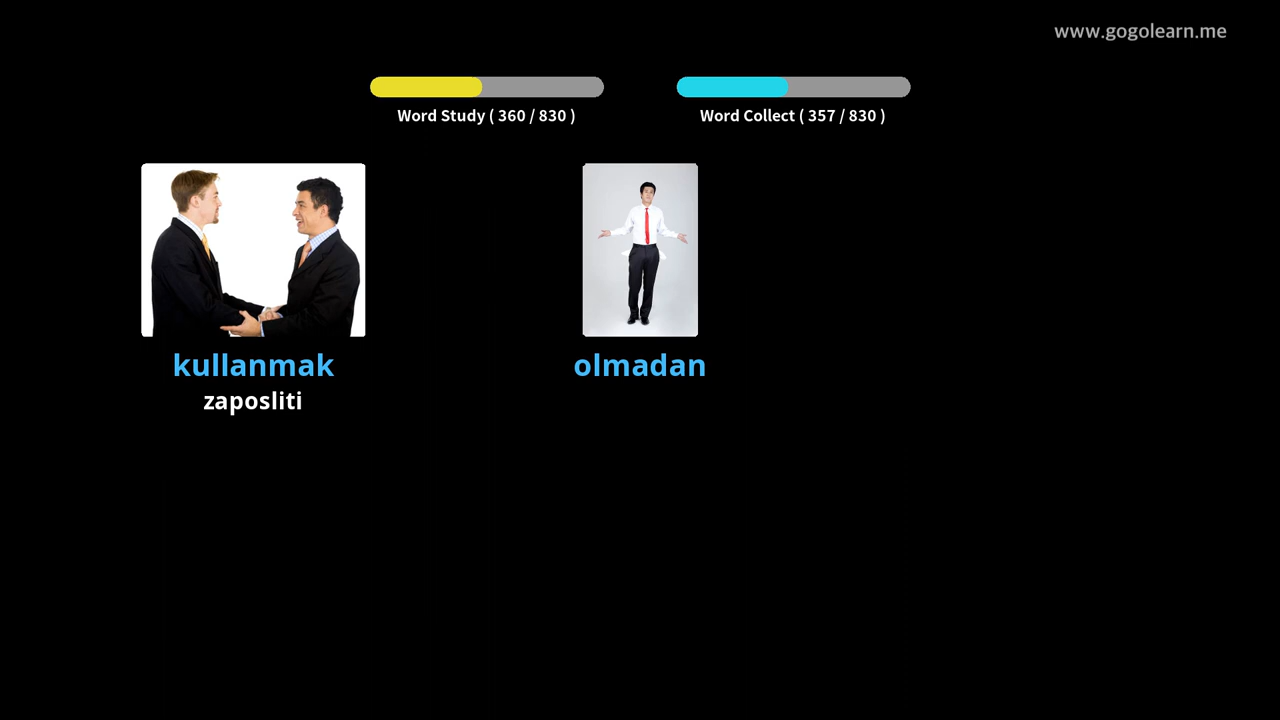 www.gogolearn.me
Word Study ( 360 / 830 )
Word Collect ( 357 / 830 )
kullanmak
zaposliti
olmadan